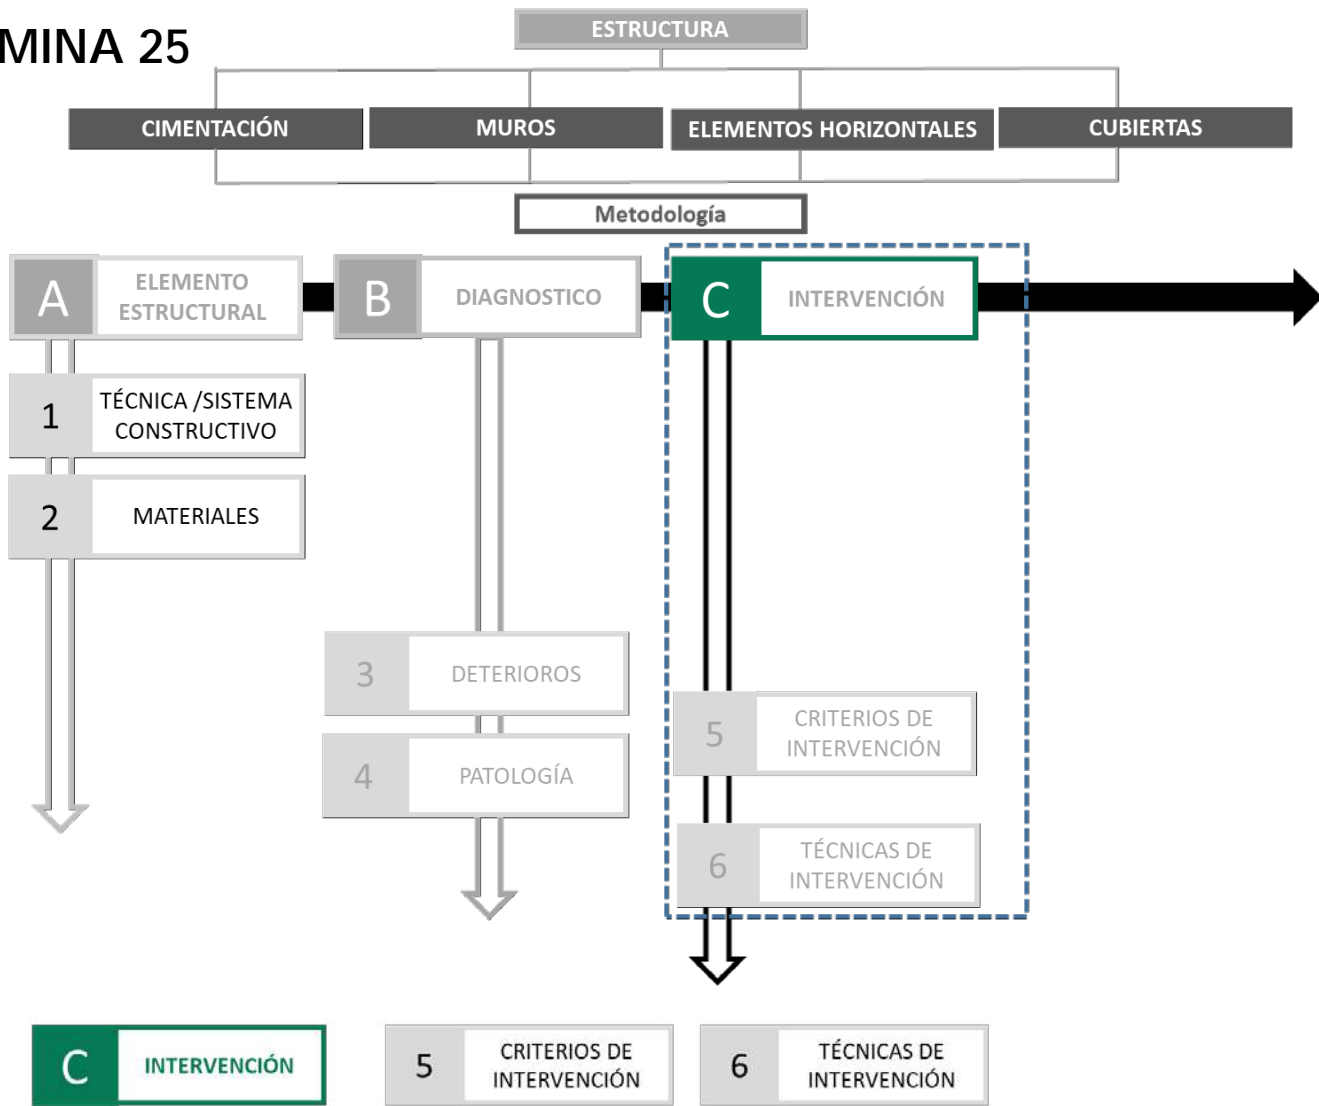 MINA 25
ESTRUCTURA
CIMENTACIÓN
MUROS
ELEMENTOS HORIZONTALES
CUBIERTAS
Metodología
A
ELEMENTO
ESTRUCTURAL
B
DIAGNOSTICO
C
INTERVENCIÓN
1
TÉCNICA /SISTEMA
CONSTRUCTIVO
2
MATERIALES
3
DETERIOROS
4
PATOLOGÍA
5
CRITERIOS DE
INTERVENCIÓN
6
TÉCNICAS DE
INTERVENCIÓN
C
INTERVENCIÓN
5
CRITERIOS DE
INTERVENCIÓN
6
TÉCNICAS DE
INTERVENCIÓN